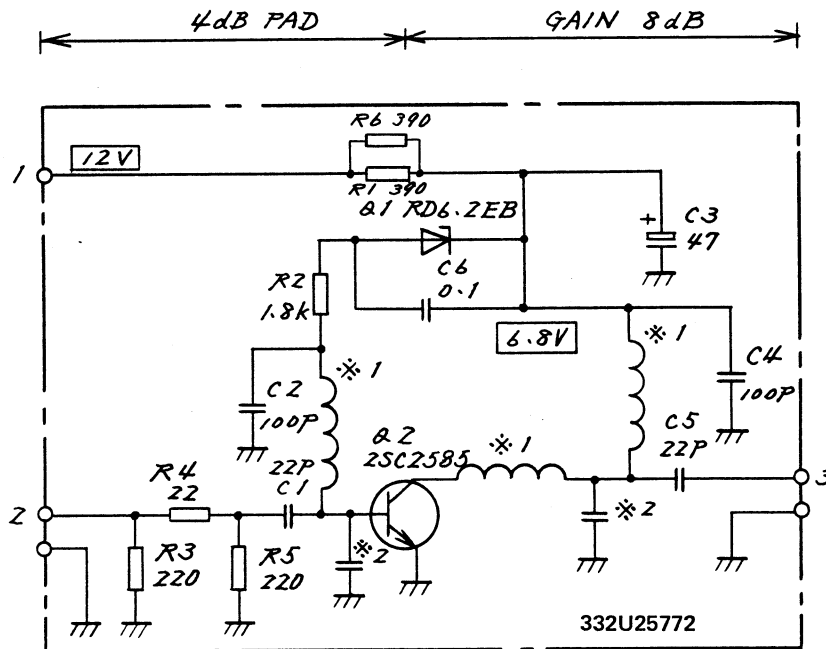 4dB PAD
GAIN 8dB
R6 390
12V
1
R1 390
Q1 RD6.2EB
C3
47
+
C6
0.1
R2
1.8k
6.8V
※1
※1
C4
100P
C2
100P
C5
22P
Q2
2SC2585
※1
22P
C1
R4
22
3
2
※2
※2
R3
220
R5
220
332U25772